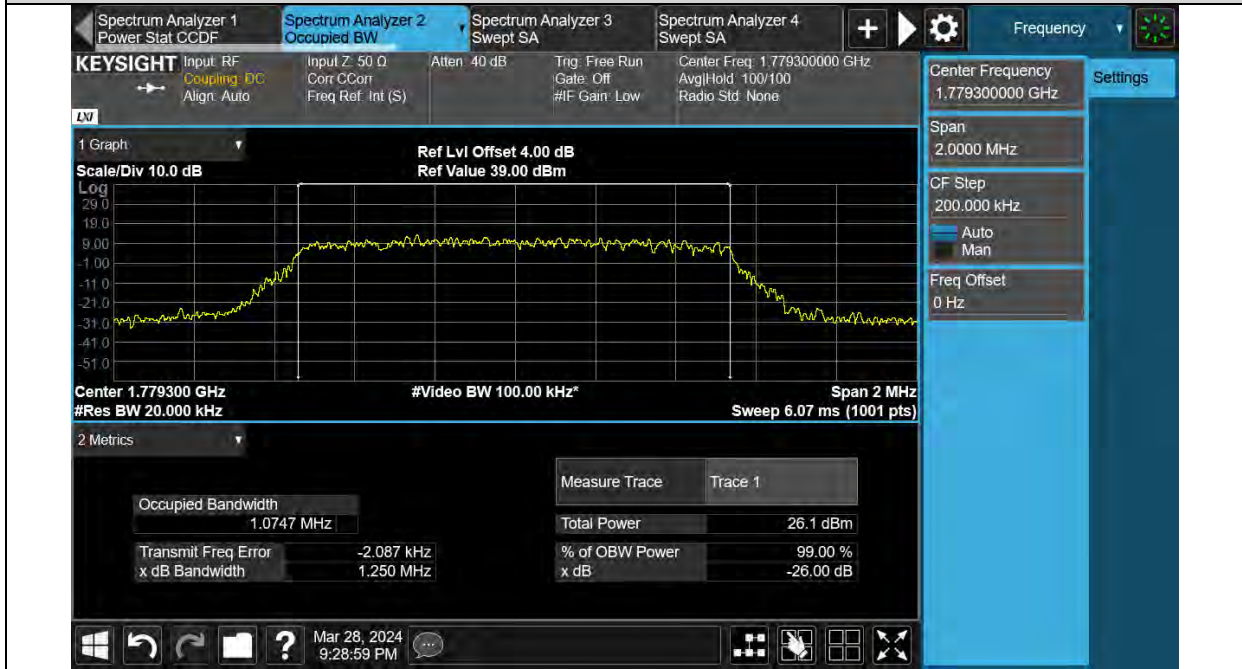 Spectrum Analyzer 1
Power Stat CCDF
Spectrum Analyzer 2
Occupied BW
Spectrum Analyzer 3
Swept SA
Spectrum Analyzer 4
Swept SA
+
Frequency
KEYSIGHT
Input: RF
Coupling: DC
Align: Auto
Input Z: 50 Ω
Corr CCorr
Freq Ref: Int (S)
Atten: 40 dB
Trig: Free Run
Gate: Off
#IF Gain: Low
Center Freq: 1.779300000 GHz
Avg|Hold: 100/100
Radio Std: None
LXI
Center Frequency
1.779300000 GHz
Settings
Span
2.0000 MHz
CF Step
200.000 kHz
Auto
Man
Freq Offset
0 Hz
1 Graph
Ref Lvl Offset 4.00 dB
Scale/Div 10.0 dB
Ref Value 39.00 dBm
Log
29.0
19.0
9.00
-1.00
-11.0
-21.0
-31.0
-41.0
-51.0
Center 1.779300 GHz
#Video BW 100.00 kHz*
Span 2 MHz
#Res BW 20.000 kHz
Sweep 6.07 ms (1001 pts)
2 Metrics
Measure Trace
Trace 1
Occupied Bandwidth
1.0747 MHz
Total Power
26.1 dBm
Transmit Freq Error
-2.087 kHz
% of OBW Power
99.00 %
x dB Bandwidth
1.250 MHz
x dB
-26.00 dB
?
Mar 28, 2024
9:28:59 PM